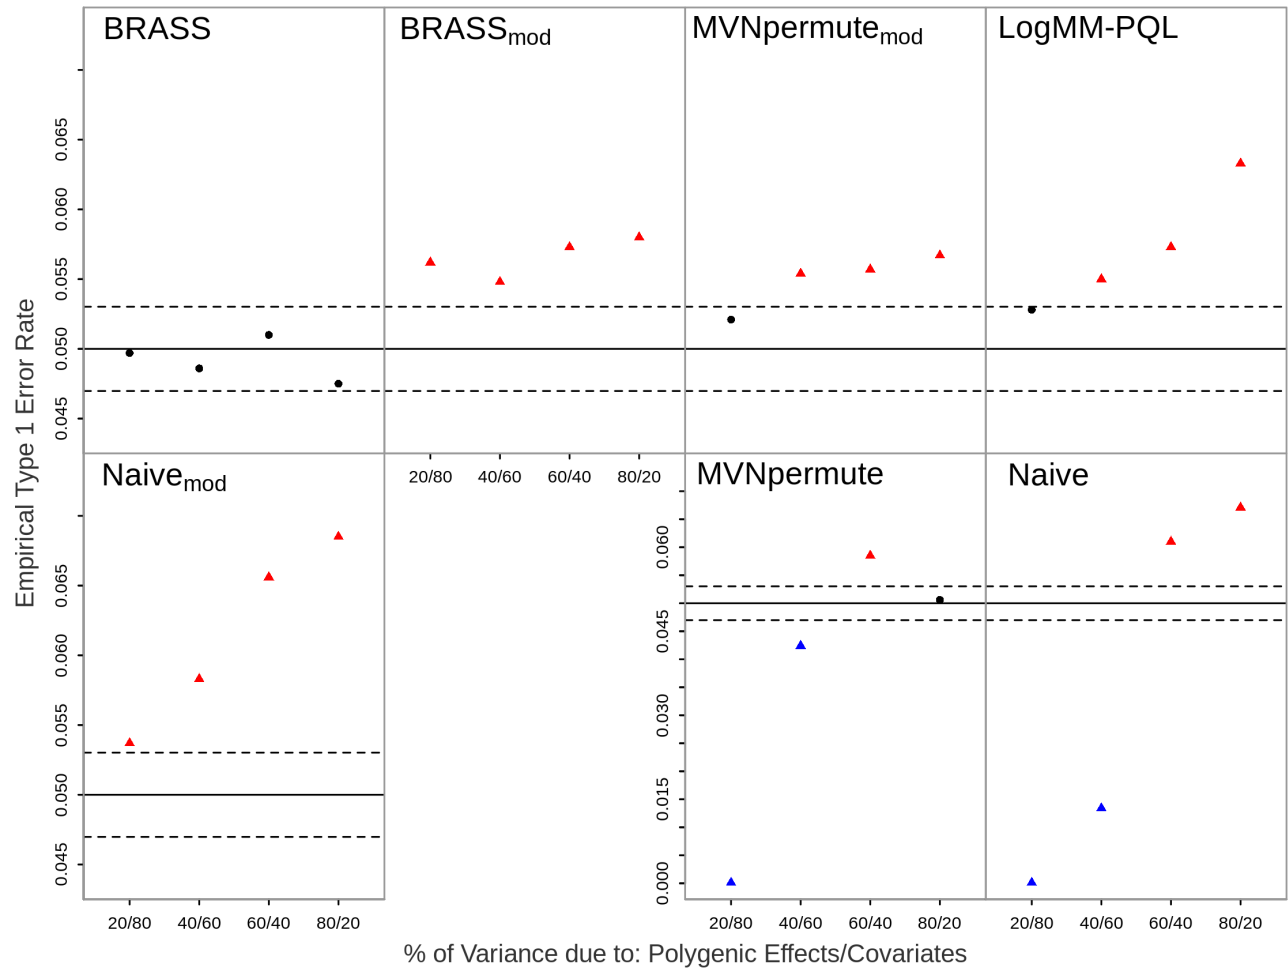 BRASS
BRASSmod
MVNpermutemod
LogMM-PQL
0.065
0.060
0.055
0.050
0.045
Empirical Type 1 Error Rate
Naivemod
20/80 40/60 60/40 80/20
MVNpermute
Naive
0.065
0.060
0.055
0.050
0.045
0.060
0.045
0.030
0.015
0.000
20/80 40/60 60/40 80/20
20/80 40/60 60/40 80/20
20/80 40/60 60/40 80/20
% of Variance due to: Polygenic Effects/Covariates